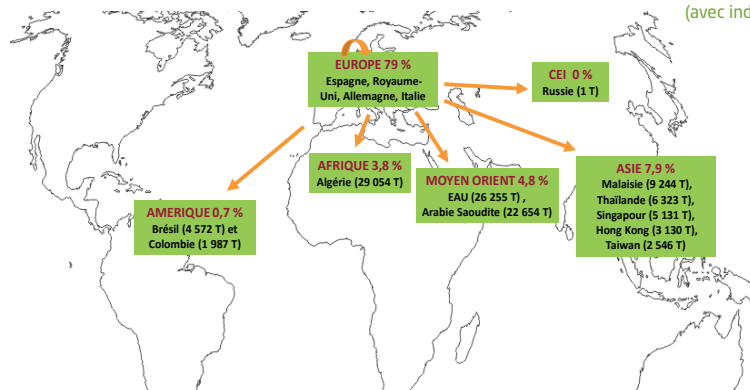 (avec ind
EUROPE 79 %
Espagne, Royaume-
Uni, Allemagne, Italie
CEI 0 %
Russie (1 T)
AFRIQUE 3,8 %
Algérie (29 054 T)
MOYEN ORIENT 4,8 %
EAU (26 255 T) ,
Arabie Saoudite (22 654 T)
ASIE 7,9 %
Malaisie (9 244 T),
Thaïlande (6 323 T),
Singapour (5 131 T),
Hong Kong (3 130 T),
Taiwan (2 546 T)
AMERIQUE 0,7 %
Brésil (4 572 T) et
Colombie (1 987 T)